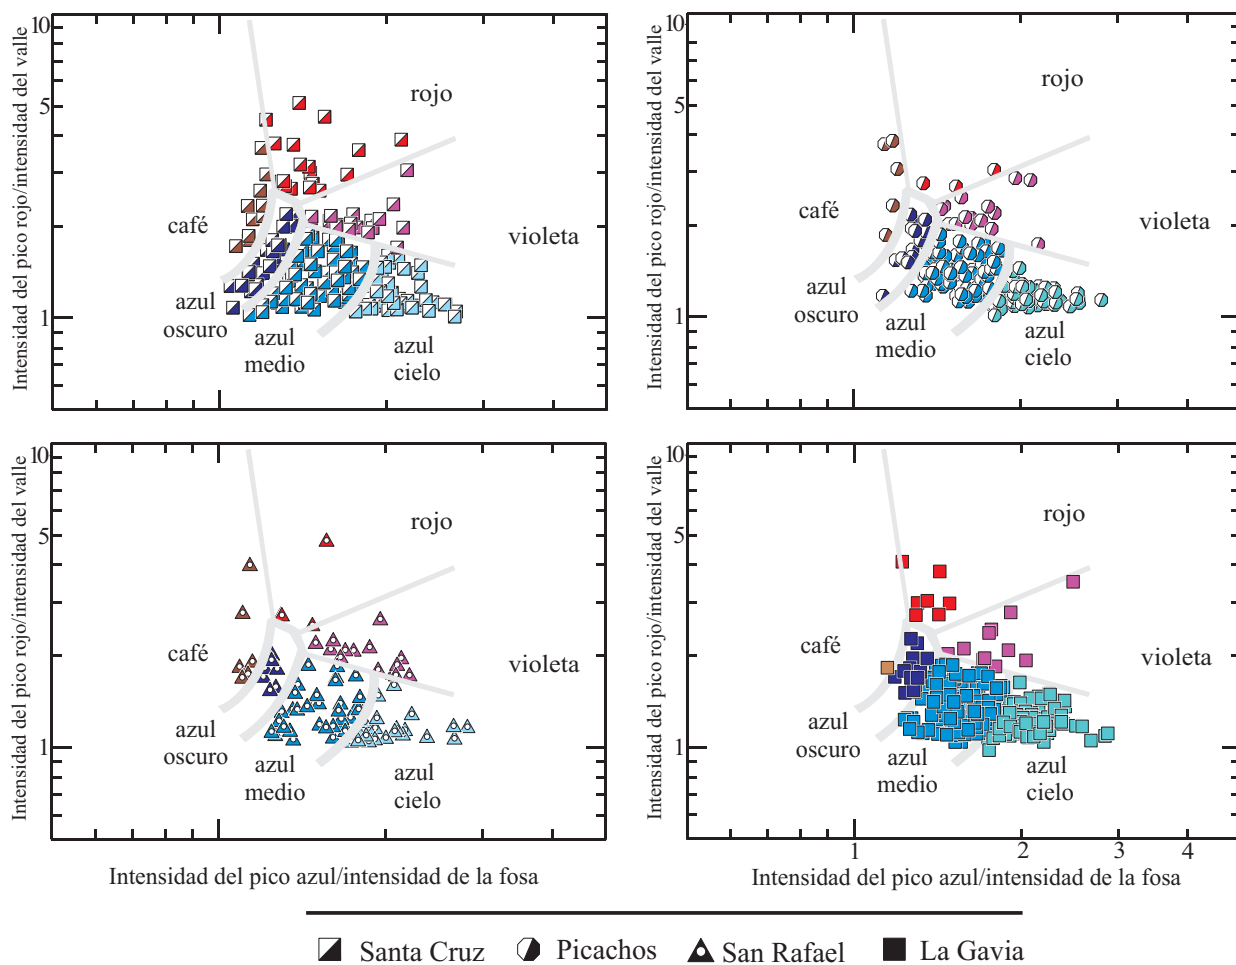 Intensidad del pico rojo/intensidad del valle
10
5
1
rojo
café
violeta
azul
oscuro
azul
medio
azul
cielo
Intensidad del pico rojo/intensidad del valle
10
5
1
rojo
café
violeta
azul
oscuro
azul
medio
azul
cielo
Intensidad del pico rojo/intensidad del valle
10
5
1
rojo
café
violeta
azul
oscuro
azul
medio
azul
cielo
Intensidad del pico azul/intensidad de la fosa
Intensidad del pico rojo/intensidad del valle
10
5
1
rojo
café
violeta
azul
oscuro
azul
medio
azul
cielo
1 2 3 4
Intensidad del pico azul/intensidad de la fosa
Santa Cruz Picachos San Rafael La Gavia